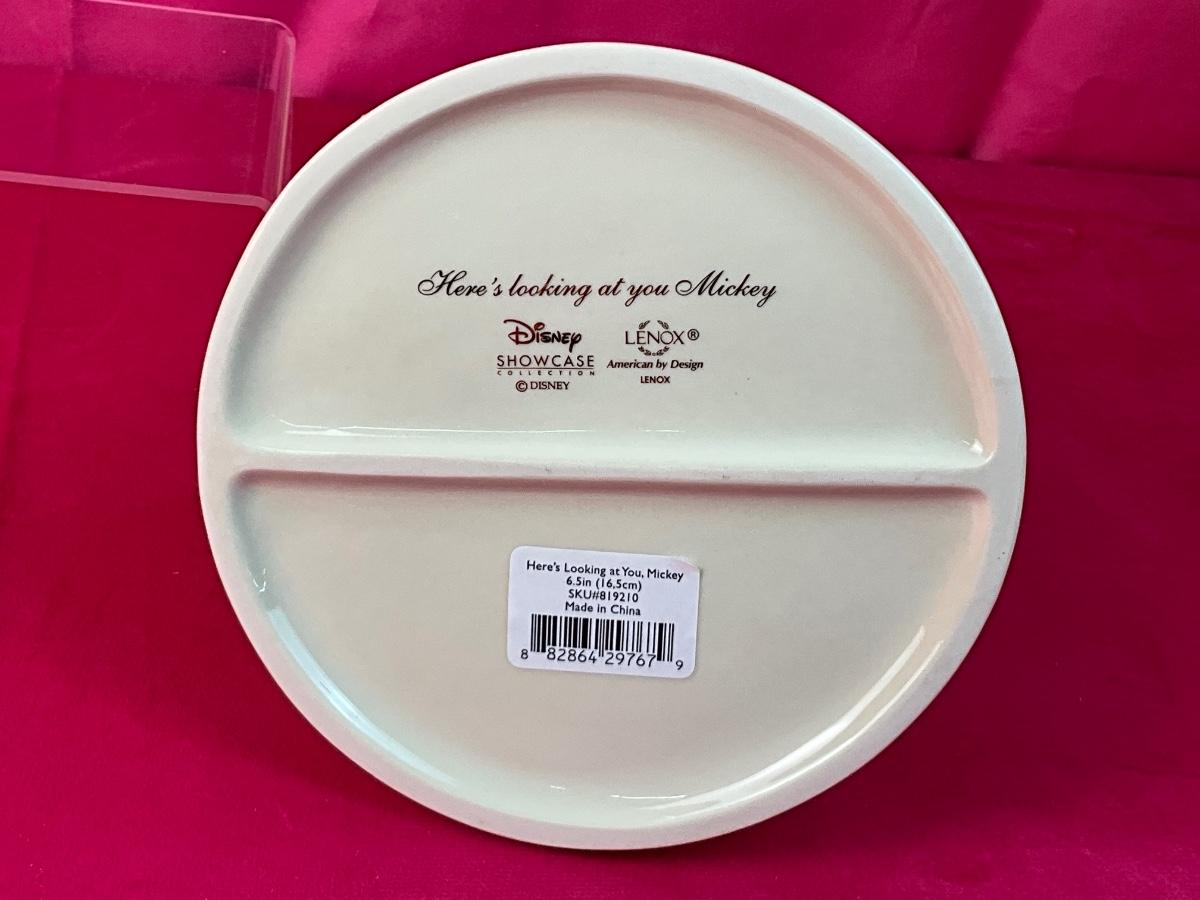 Here's looking at you Mickey
Disney
SHOWCASE
COLLECTION
© DISNEY
LENOX®
American by Design
LENOX
Here's Looking at You, Mickey
6.5in (16,5cm)
SKU#819210
Made in China
8 82864 29767 9